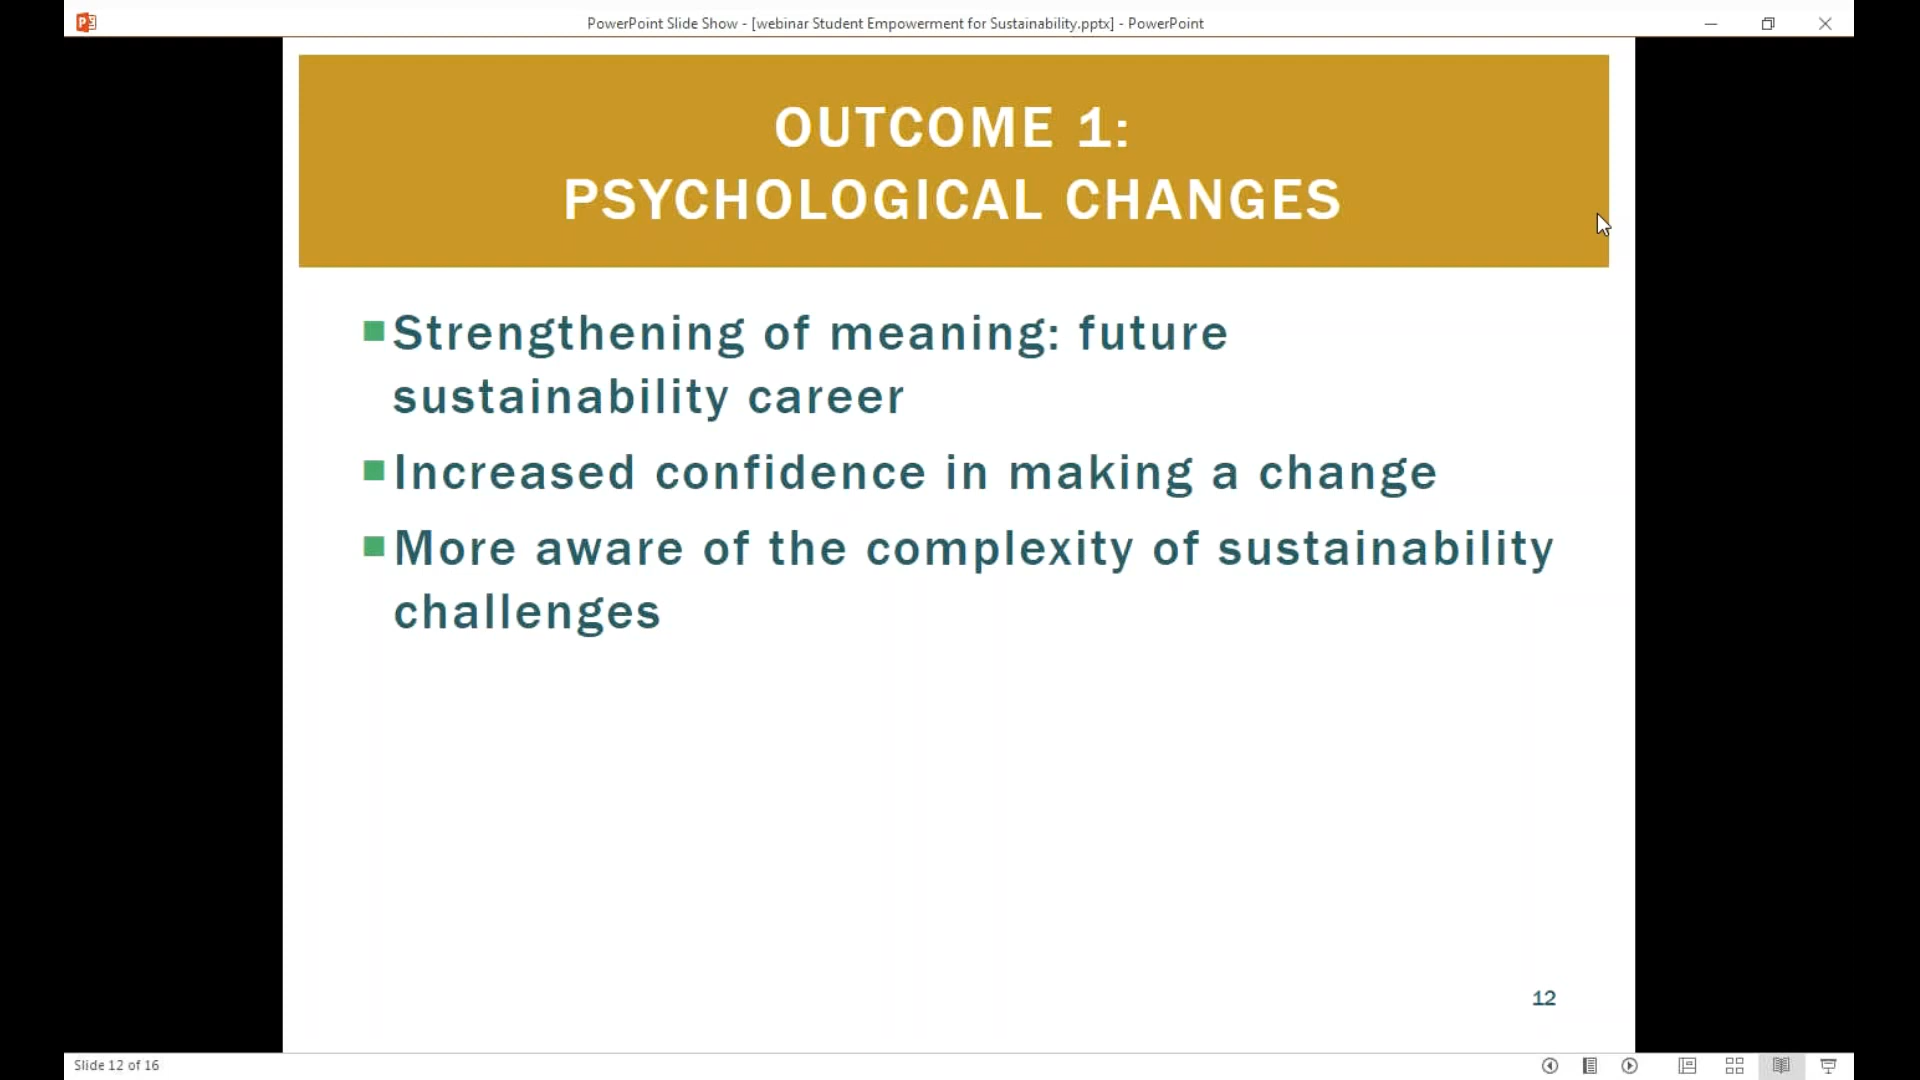 PowerPoint Slide Show - [webinar Student Empowerment for Sustainability.pptx] - PowerPoint
OUTCOME 1:
PSYCHOLOGICAL CHANGES
Strengthening of meaning: future
sustainability career
Increased confidence in making a change
More aware of the complexity of sustainability
challenges
12
Slide 12 of 16